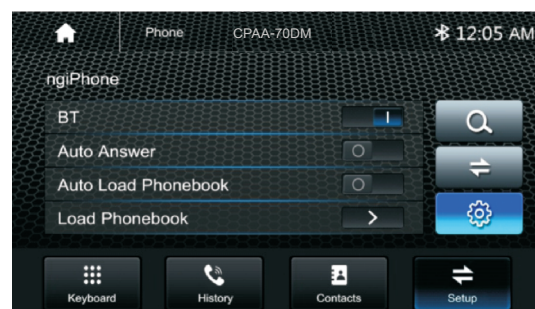 Phone CPAA-70DM 12:05 AM
ngiPhone
BT
Auto Answer
Auto Load Phonebook
Load Phonebook
Keyboard History Contacts Setup